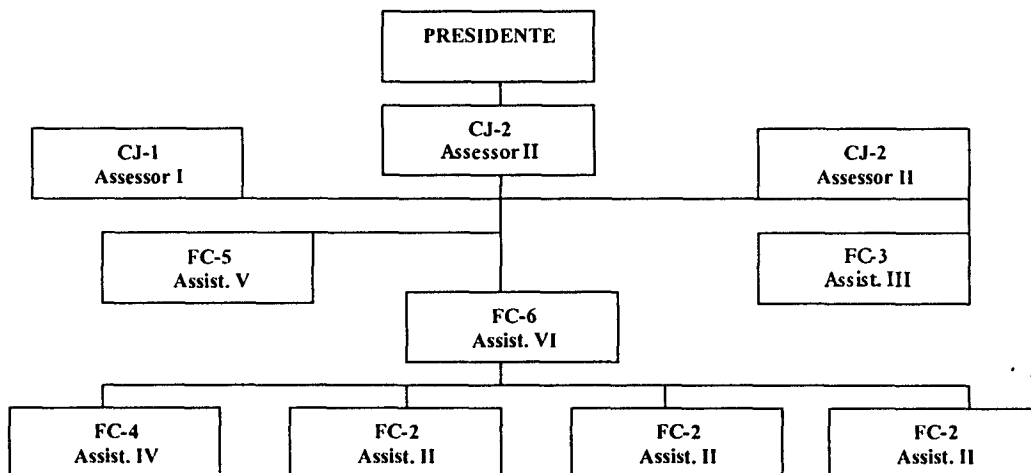 PRESIDENTE
CJ-2
Assessor II
CJ-1
Assessor I
CJ-2
Assessor II
FC-5
Assist. V
FC-3
Assist. III
FC-6
Assist. VI
FC-4
Assist. IV
FC-2
Assist. II
FC-2
Assist. II
FC-2
Assist. II